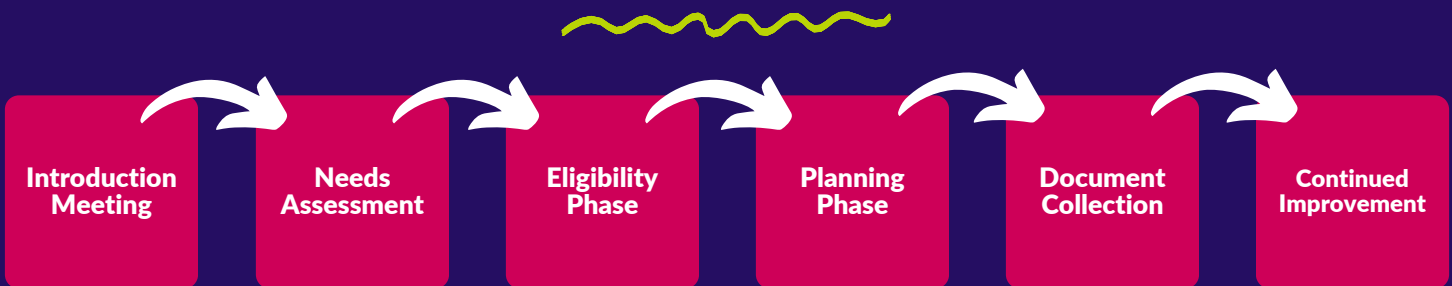 Introduction
Meeting
Needs
Assessment
Eligibility
Phase
Planning
Phase
Document
Collection
Continued
Improvement